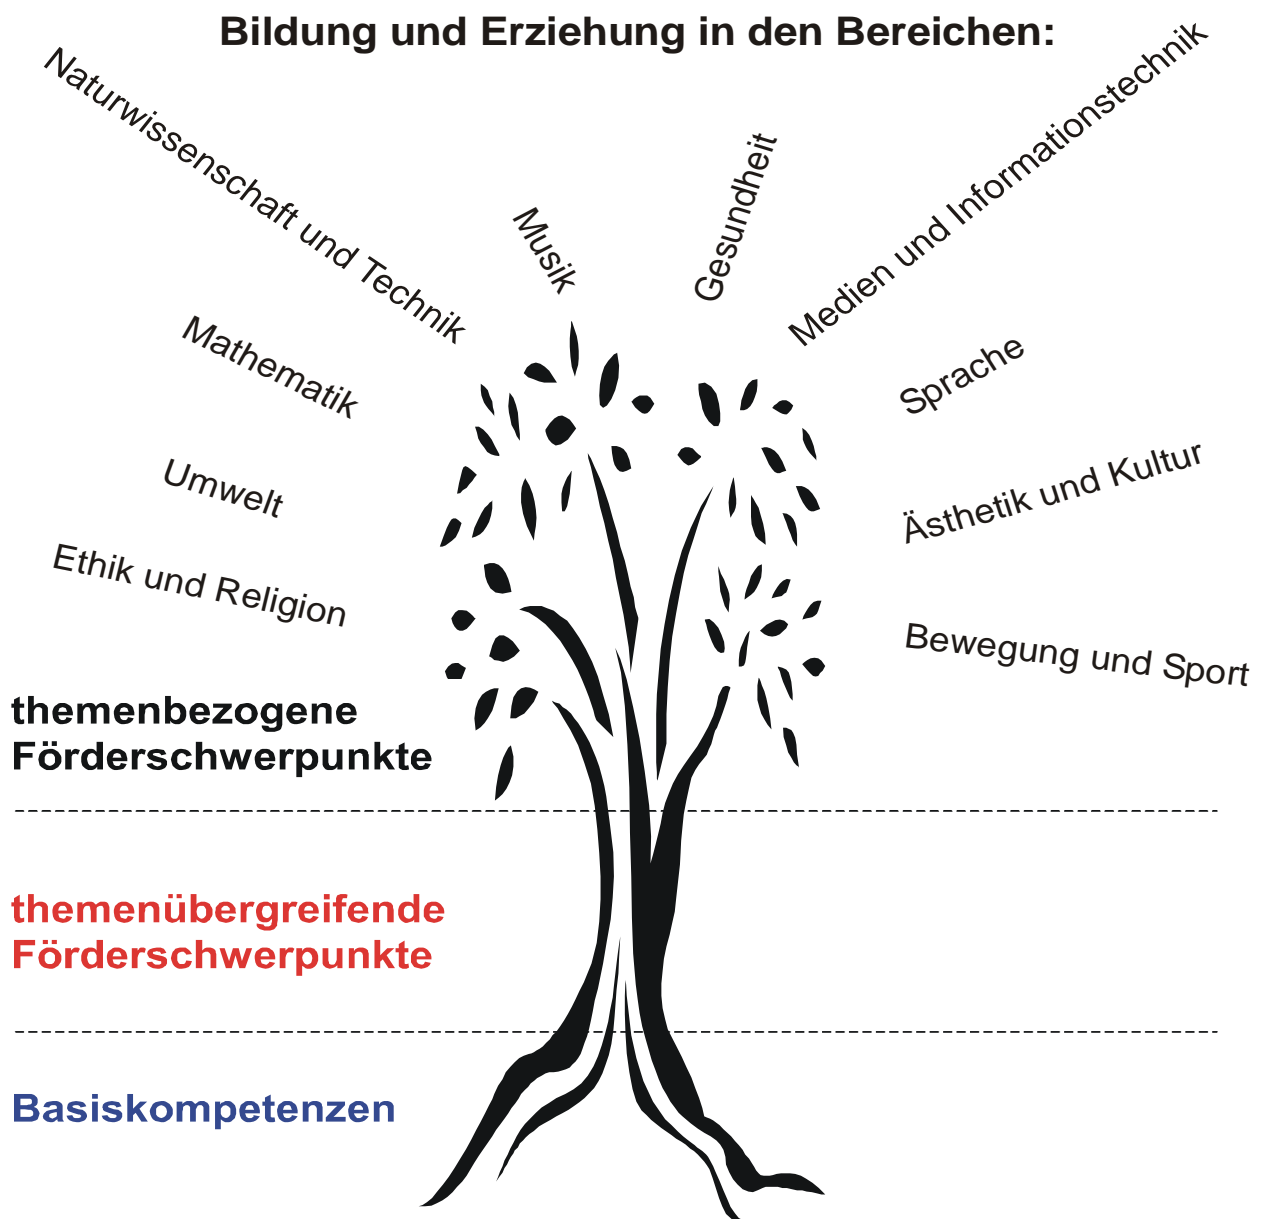 Bildung und Erziehung in den Bereichen:
Naturwissenschaft und Technik
Musik
Gesundheit
Medien und Informationstechnik
Mathematik
Sprache
Umwelt
Ästhetik und Kultur
Ethik und Religion
Bewegung und Sport
themenbezogene
Förderschwerpunkte
themenübergreifende
Förderschwerpunkte
Basiskompetenzen